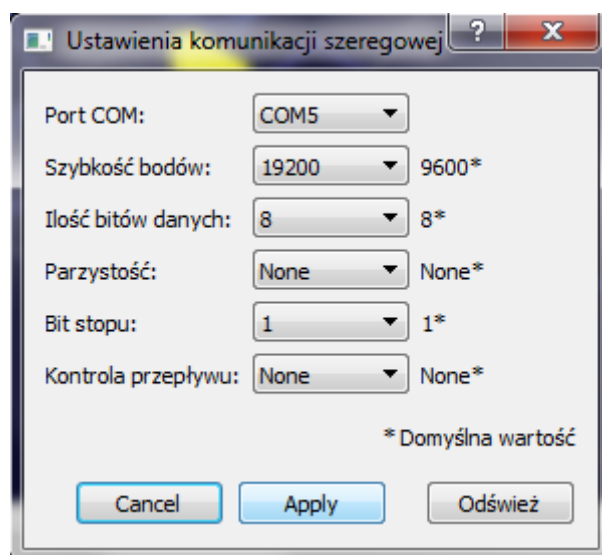 Ustawienia komunikacji szeregowej ? X
Port COM: COM5
Szybkość bodów: 19200 9600*
Ilość bitów danych: 8 8*
Parzystość: None None*
Bit stopu: 1 1*
Kontrola przepływu: None None*
* Domyślna wartość
Cancel Apply Odśwież